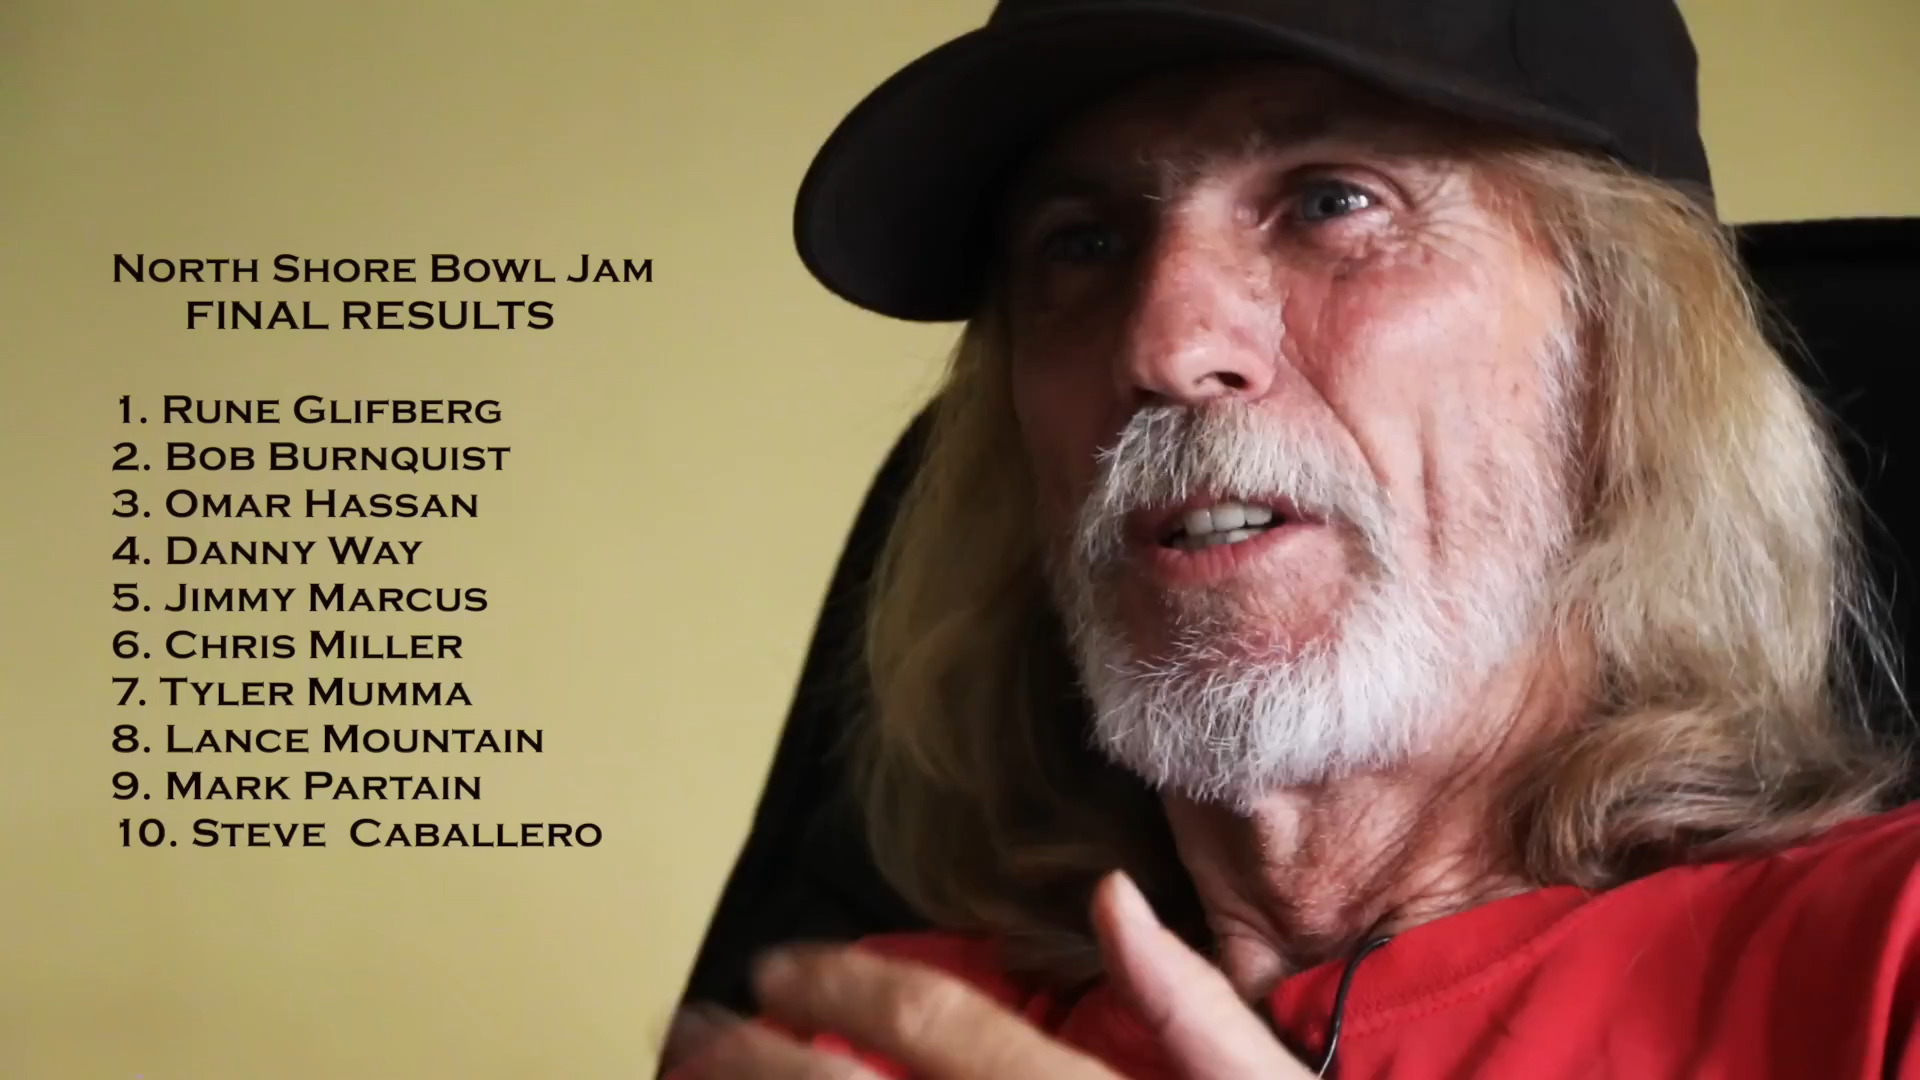 North Shore Bowl Jam
FINAL RESULTS
1. Rune Glifberg
2. Bob Burnquist
3. Omar Hassan
4. Danny Way
5. Jimmy Marcus
6. Chris Miller
7. Tyler Mumma
8. Lance Mountain
9. Mark Partain
10. Steve  Caballero